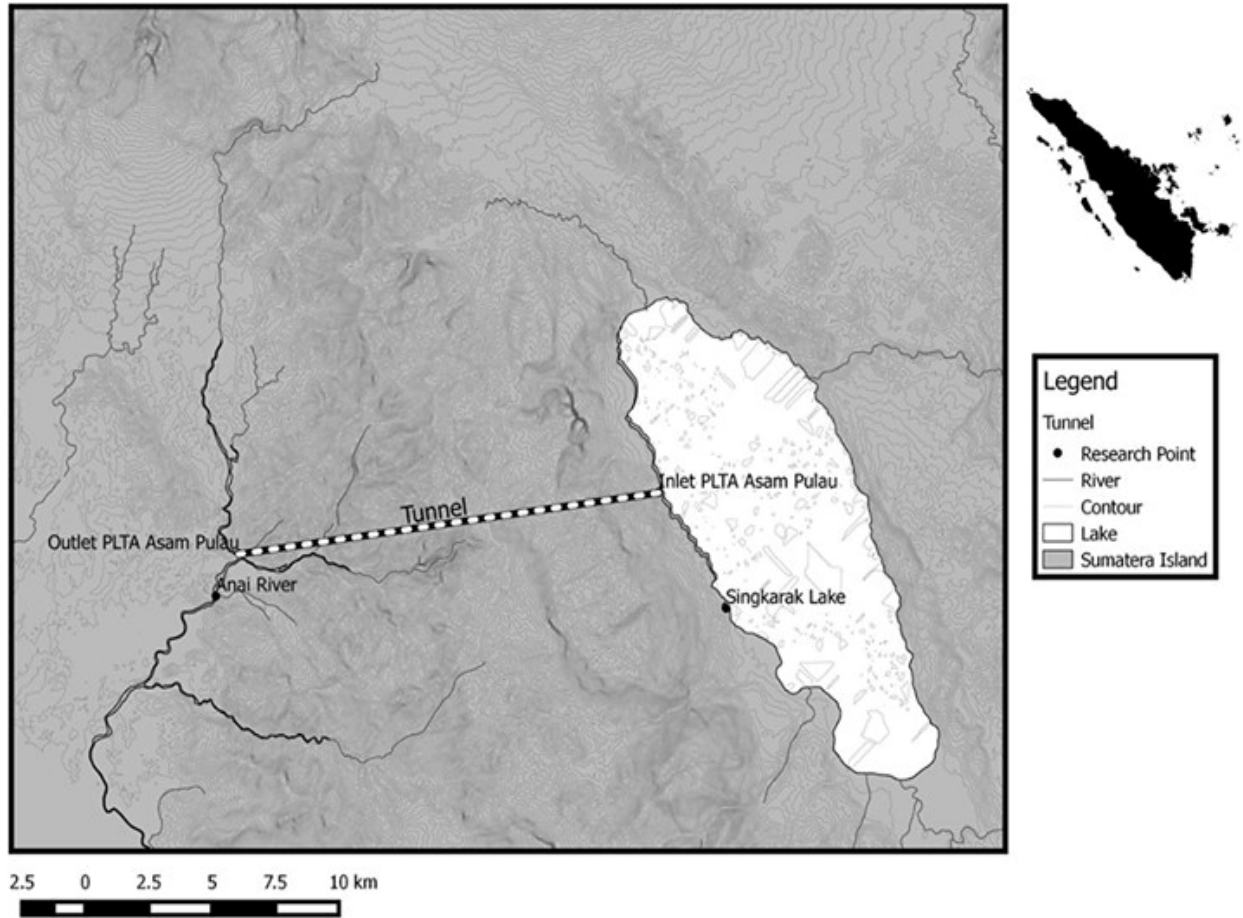 Inlet PLTA Asam Pulau
Tunnel
Outlet PLTA Asam Pulau
Anai River
Singkarak Lake
Legend
Tunnel
Research Point
River
Contour
Lake
Sumatera Island
2.5 0 2.5 5 7.5 10 km